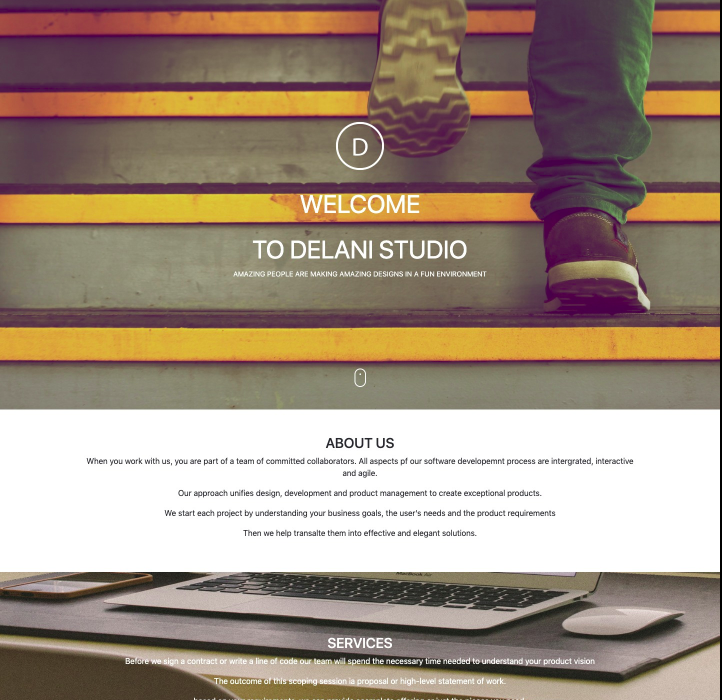 D
WELCOME
TO DELANI STUDIO
AMAZING PEOPLE ARE MAKING AMAZING DESIGNS IN A FUN ENVIRONMENT
ABOUT US
When you work with us, you are part of a team of committed collaborators. All aspects pf our software developemnt process are intergrated, interactive
and agile.
Our approach unifies design, development and product management to create exceptional products.
We start each project by understanding your business goals, the user's needs and the product requirements
Then we help transalte them into effective and elegant solutions.
SERVICES
Before we sign a contract or write a line of code our team will spend the necessary time needed to understand your product vision
The outcome of this scoping session ia proposal or high-level statement of work.